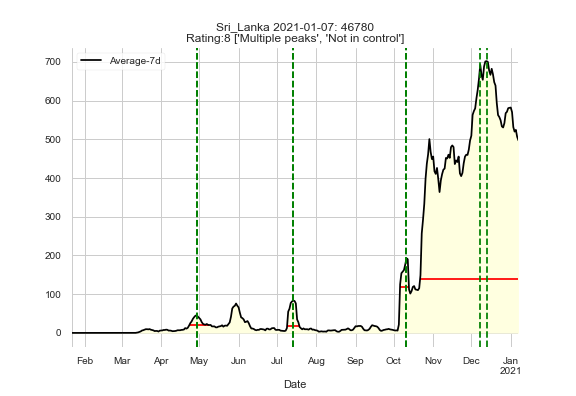 Sri_Lanka 2021-01-07: 46780
Rating:8 ['Multiple peaks', 'Not in control']
Average-7d
700
600
500
400
300
200
100
0
Feb Mar Apr May Jun Jul Aug Sep Oct Nov Dec Jan
2021
Date